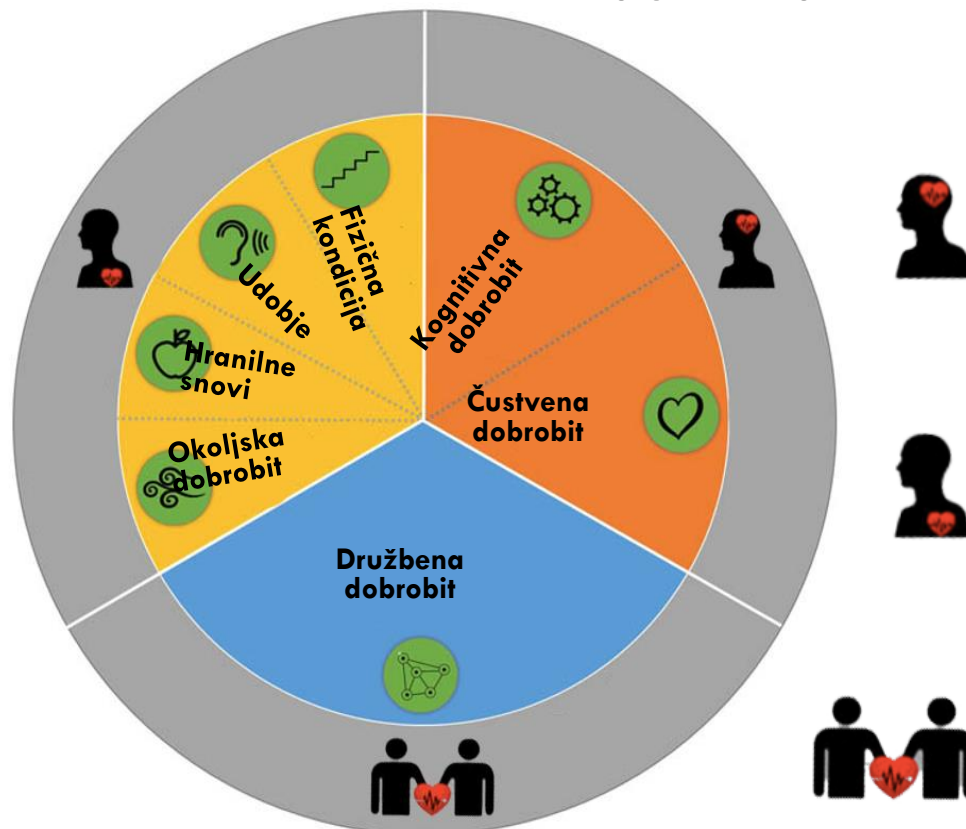 Fizična
kondicija
Udobje
Hranilne
snovi
Okoljska
dobrobit
Kognitivna
dobrobit
Čustvena
dobrobit
Družbena
dobrobit